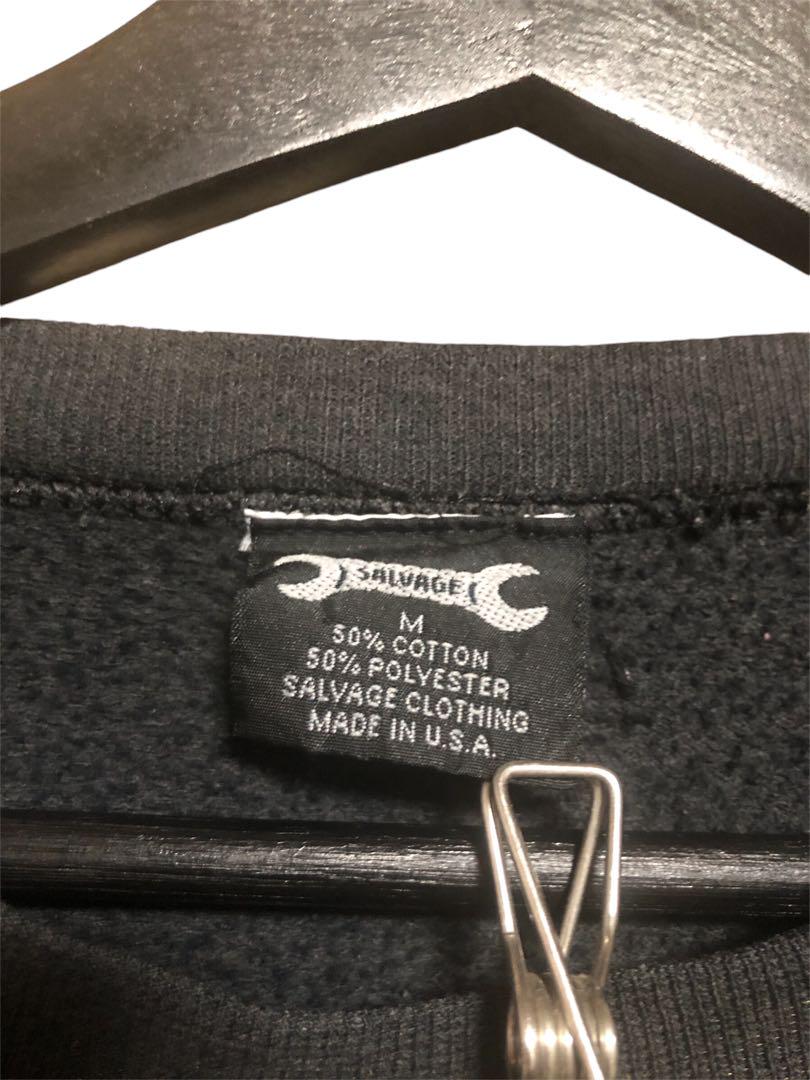 SALVAGE
M
50% COTTON
50% POLYESTER
SALVAGE CLOTHING
MADE IN U.S.A.